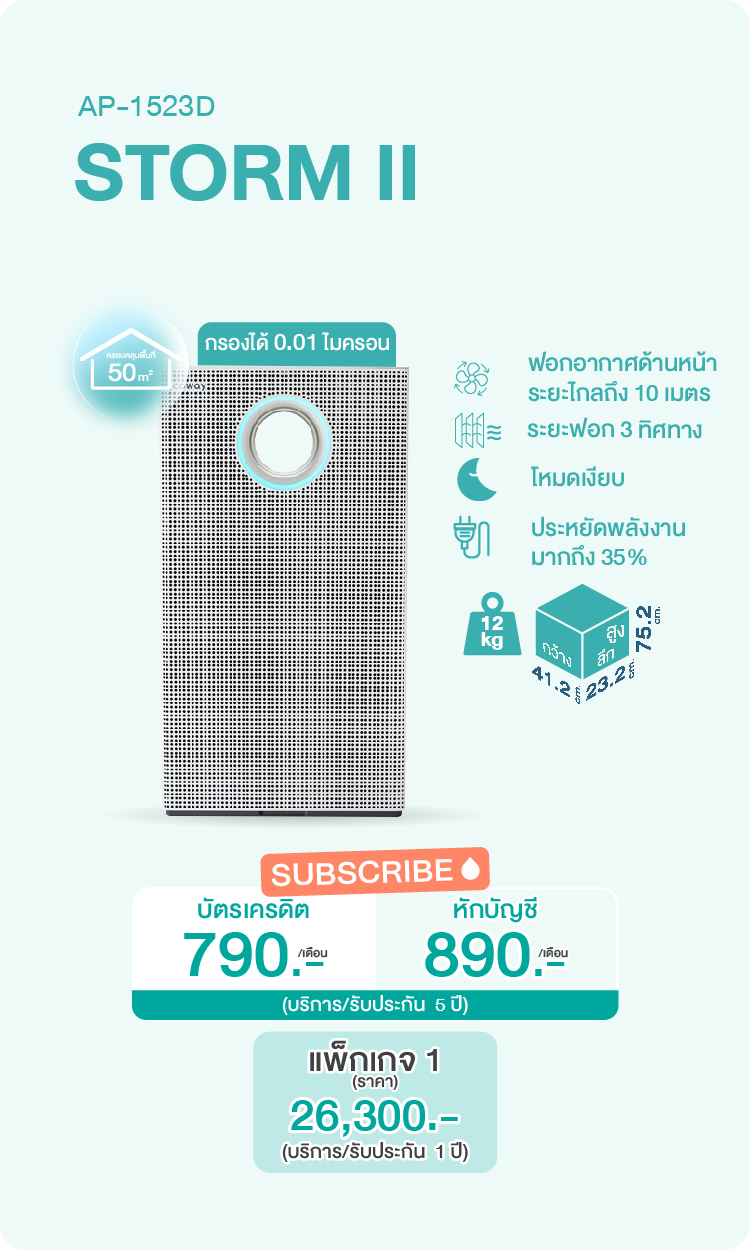 AP-1523D
STORM II
ครอบคลุมพื้นที่
50 m²
กรองได้ 0.01 ไมครอน
coway
ฟอกอากาศด้านหน้า
ระยะไกลถึง 10 เมตร
ระยะฟอก 3 ทิศทาง
โหมดเงียบ
ประหยัดพลังงาน
มากถึง 35%
12
kg
กว้าง
ลึก
สูง
41.2 cm.
23.2 cm.
75.2 cm.
SUBSCRIBE
บัตรเครดิต
790.- /เดือน
หักบัญชี
890.- /เดือน
(บริการ/รับประกัน 5 ปี)
แพ็กเกจ 1
(ราคา)
26,300.-
(บริการ/รับประกัน 1 ปี)